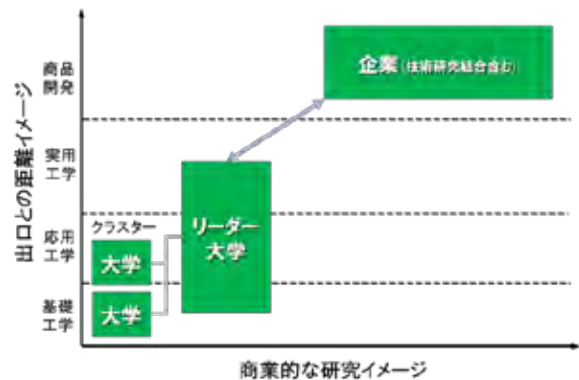 出口との距離イメージ
商品
開発
企業(技術研究組合含む)
実用
工学
応用
工学
クラスター
大学
リーダー
大学
基礎
工学
大学
商業的な研究イメージ